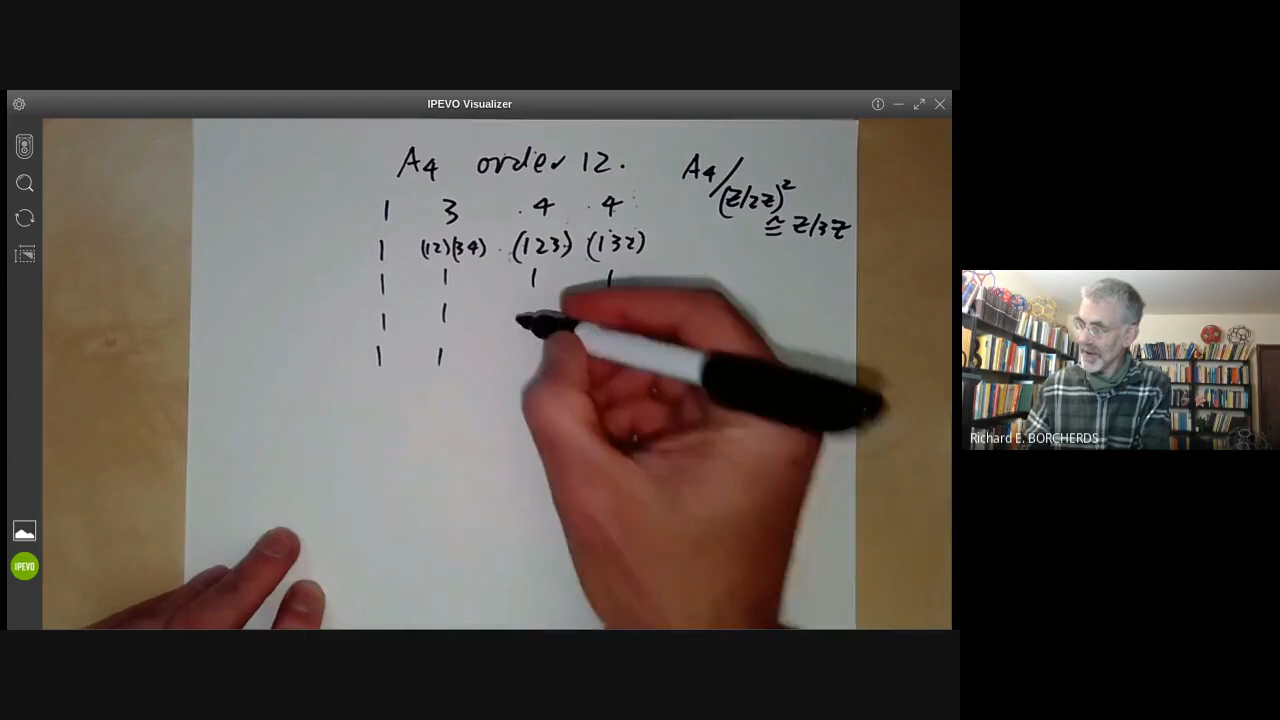 IPEVO Visualizer
A4 order 12.
A4/(Z/2Z)² ≅ Z/3Z
1 3 4 4
1 (12)(34) (123) (132)
1 1 1 1
1 1
1 1
Richard E. BORCHERDS
IPEVO